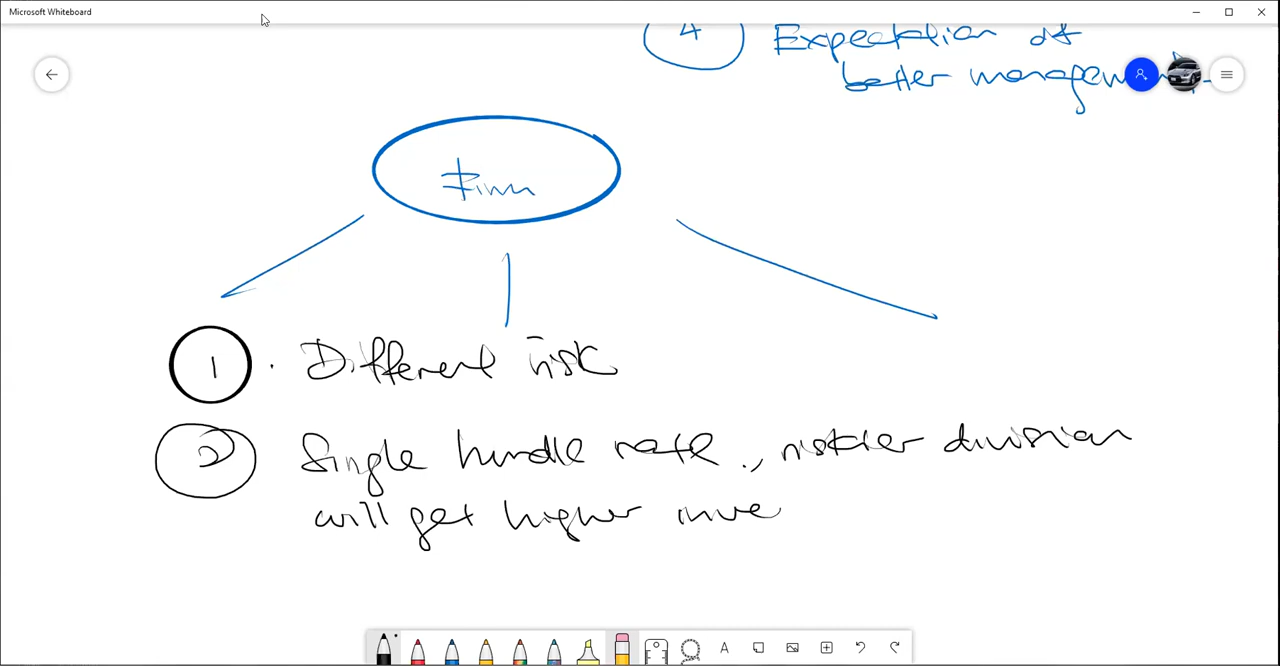 Microsoft Whiteboard
4 Expectation of
better management
Firm
1 . Different risk
2 Single hurdle rate., riskier division
will get higher inve
A